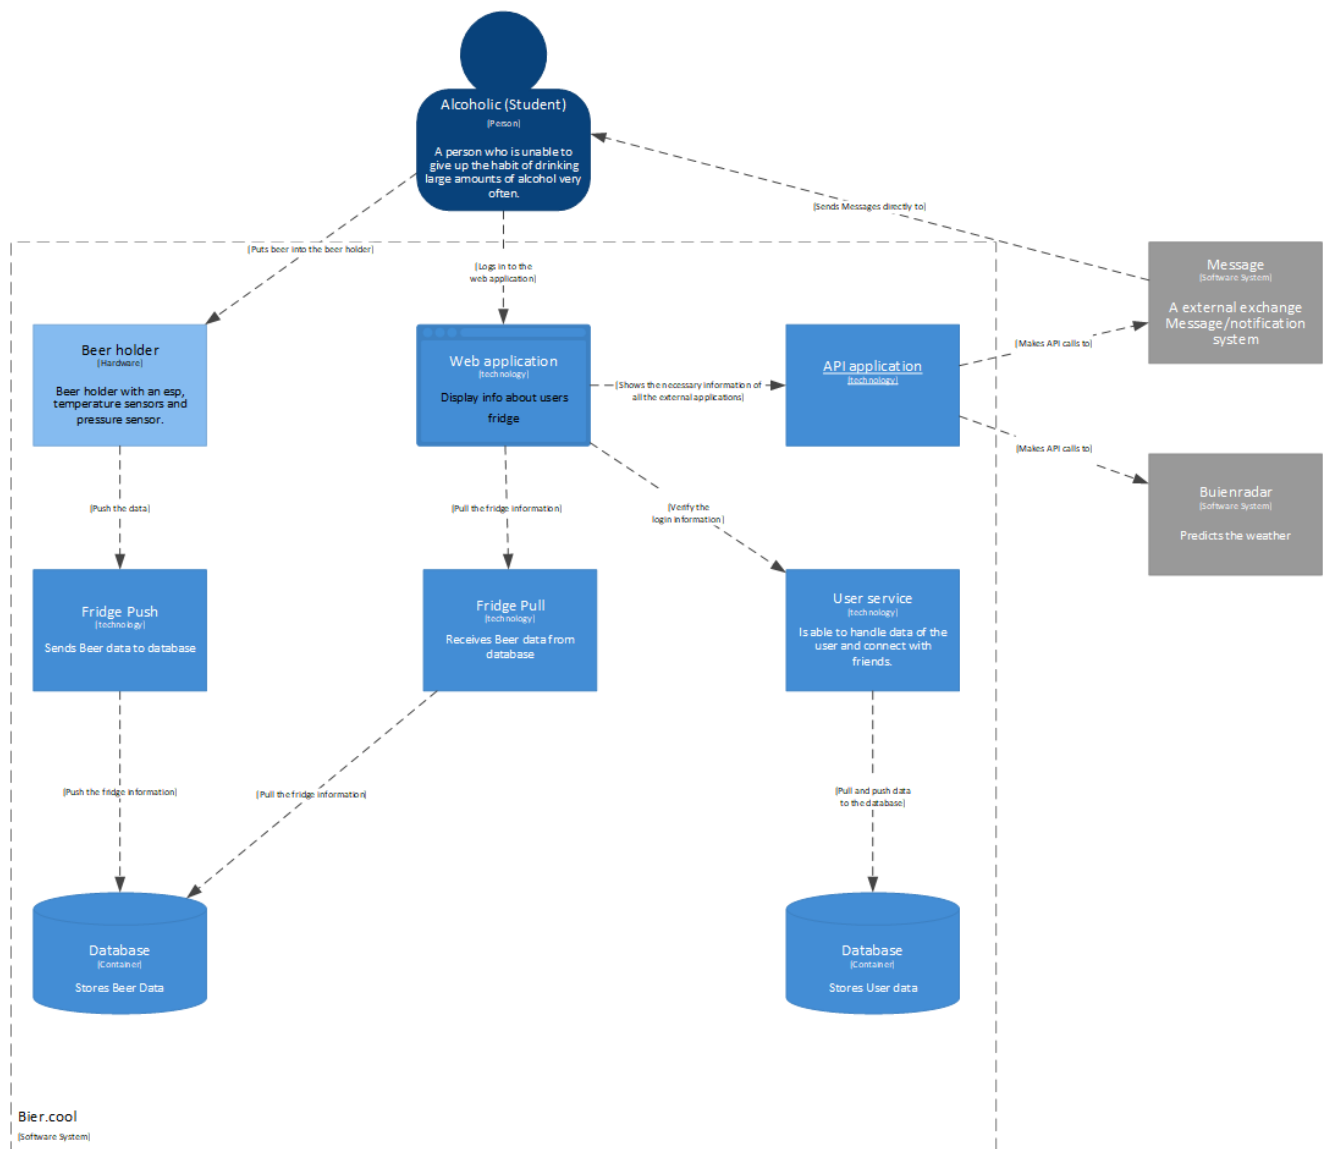 Alcoholic (Student)
[Person]
A person who is unable to
give up the habit of drinking
large amounts of alcohol very
often.
[Sends Messages directly to]
[Puts beer into the beer holder]
[Logs in to the
web application]
Message
[Software System]
A external exchange
Message/notification
system
Beer holder
[Hardware]
Beer holder with an esp,
temperature sensors and
pressure sensor.
Web application
[technology]
Display info about users
fridge
[Shows the necessary information of
all the external applications]
API application
[technology]
[Makes API calls to]
[Makes API calls to]
Buienradar
[Software System]
Predicts the weather
[Push the data]
[Pull the fridge information]
[Verify the
login information]
Fridge Push
[technology]
Sends Beer data to database
Fridge Pull
[technology]
Receives Beer data from
database
User service
[technology]
Is able to handle data of the
user and connect with
friends.
[Push the fridge information]
[Pull the fridge information]
[Pull and push data
to the database]
Database
[Container]
Stores Beer Data
Database
[Container]
Stores User data
Bier.cool
[Software System]